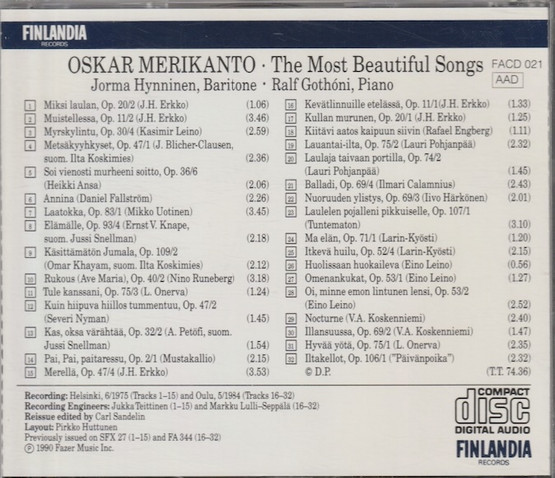 FINLANDIA
RECORDS
OSKAR MERIKANTO · The Most Beautiful Songs FACD 021
Jorma Hynninen, Baritone · Ralf Gothóni, Piano AAD
1 Miksi laulan, Op. 20/2 (J.H. Erkko) (1.06)
2 Muistellessa, Op. 11/2 (J.H. Erkko) (3.46)
3 Myrskylintu, Op. 30/4 (Kasimir Leino) (2.59)
4 Metsäkyyhkyset, Op. 47/1 (J. Blicher-Clausen,
suom. Ilta Koskimies) (2.36)
5 Soi vienosti murheeni soitto, Op. 36/6
(Heikki Ansa) (2.06)
6 Annina (Daniel Fallström) (2.26)
7 Laatokka, Op. 83/1 (Mikko Uotinen) (3.45)
8 Elämälle, Op. 93/4 (Ernst V. Knape,
suom. Jussi Snellman) (2.18)
9 Käsittämätön Jumala, Op. 109/2
(Omar Khayam, suom. Ilta Koskimies) (2.12)
10 Rukous (Ave Maria), Op. 40/2 (Nino Runeberg) (3.18)
11 Tule kanssani, Op. 75/3 (L. Onerva) (1.24)
12 Kuin hiipuva hiillos tummentuu, Op. 47/2
(Severi Nyman) (1.45)
13 Kas, oksa värähtää, Op. 32/2 (A. Petöfi, suom.
Jussi Snellman) (1.54)
14 Pai, Pai, paitaressu, Op. 2/1 (Mustakallio) (2.15)
15 Merellä, Op. 47/4 (J.H. Erkko) (3.53)
16 Kevätlinnuille etelässä, Op. 11/1(J.H. Erkko) (1.33)
17 Kullan murunen, Op. 20/1 (J.H. Erkko) (1.25)
18 Kiitävi aatos kaipuun siivin (Rafael Engberg) (1.11)
19 Lauantai-ilta, Op. 75/2 (Lauri Pohjanpää) (2.32)
20 Laulaja taivaan portilla, Op. 74/2
(Lauri Pohjanpää) (1.45)
21 Balladi, Op. 69/4 (Ilmari Calamnius) (2.43)
22 Nuoruuden ylistys, Op. 69/3 (Iivo Härkönen) (2.01)
23 Laulelen pojalleni pikkuiselle, Op. 107/1
(Tuntematon) (3.10)
24 Ma elän, Op. 71/1 (Larin-Kyösti) (1.20)
25 Itkevä huilu, Op. 52/4 (Larin-Kyösti) (2.15)
26 Huolissaan huokaileva (Eino Leino) (0.56)
27 Omenankukat, Op. 53/1 (Eino Leino) (1.27)
28 Oi, minne emon lintunen lensi, Op. 53/2
(Eino Leino) (2.52)
29 Nocturne (V.A. Koskenniemi) (2.40)
30 Illansuussa, Op. 69/2 (V.A. Koskenniemi) (1.47)
31 Hyvää yötä, Op. 75/1 (L. Onerva) (2.35)
32 Iltakellot, Op. 106/1 ("Päivänpoika") (2.32)
© D.P. (T.T. 74.36)
Recording: Helsinki, 6/1975 (Tracks 1–15) and Oulu, 5/1984 (Tracks 16–32)
Recording Engineers: Jukka Teittinen (1–15) and Markku Lulli-Seppälä (16–32)
Reissue edited by Carl Sandelin
Layout: Pirkko Huttunen
Previously issued on SFX 27 (1–15) and FA 344 (16–32)
℗ 1990 Fazer Music Inc.
COMPACT
disc
DIGITAL AUDIO
FINLANDIA
RECORDS